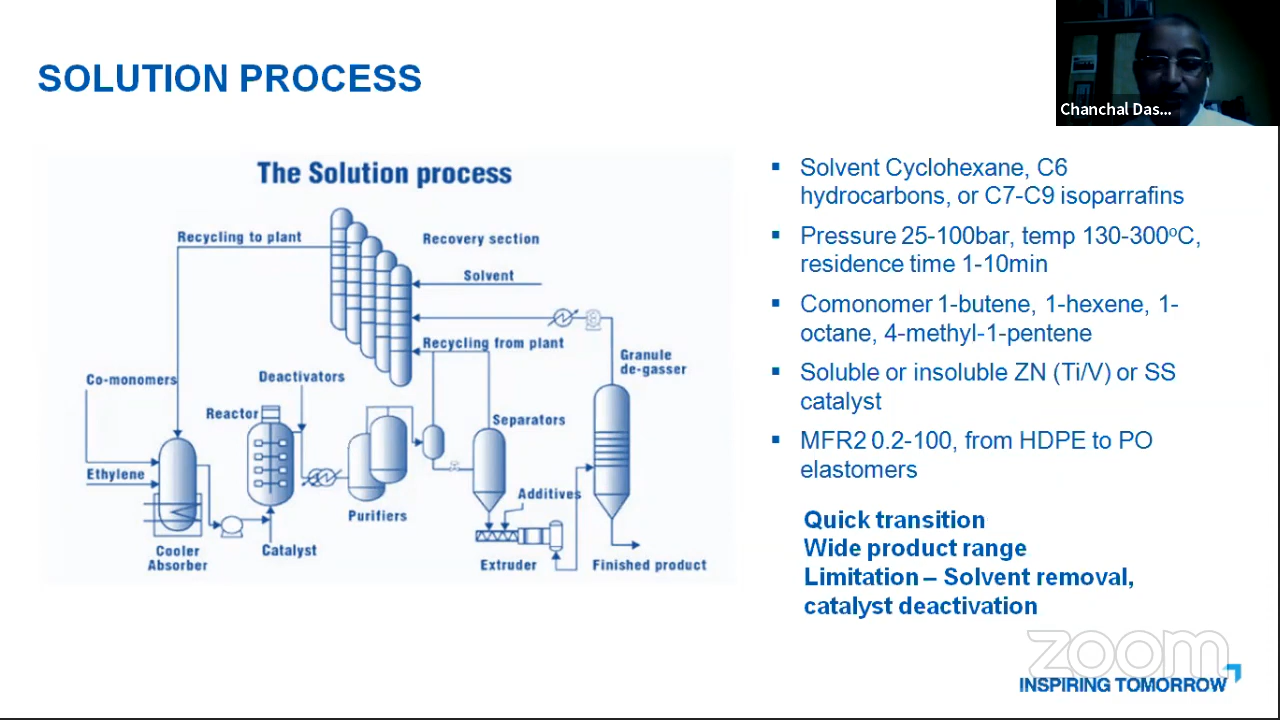 SOLUTION PROCESS
Chanchal Das...
The Solution process
Recycling to plant
Recovery section
Solvent
Recycling from plant
Granule
de-gasser
Co-monomers
Deactivators
Reactor
Separators
Ethylene
Additives
Purifiers
Cooler
Absorber
Catalyst
Extruder
Finished product
▪ Solvent Cyclohexane, C6
hydrocarbons, or C7-C9 isoparrafins
▪ Pressure 25-100bar, temp 130-300ºC,
residence time 1-10min
▪ Comonomer 1-butene, 1-hexene, 1-
octane, 4-methyl-1-pentene
▪ Soluble or insoluble ZN (Ti/V) or SS
catalyst
▪ MFR2 0.2-100, from HDPE to PO
elastomers
Quick transition
Wide product range
Limitation – Solvent removal,
catalyst deactivation
zoom
INSPIRING TOMORROW